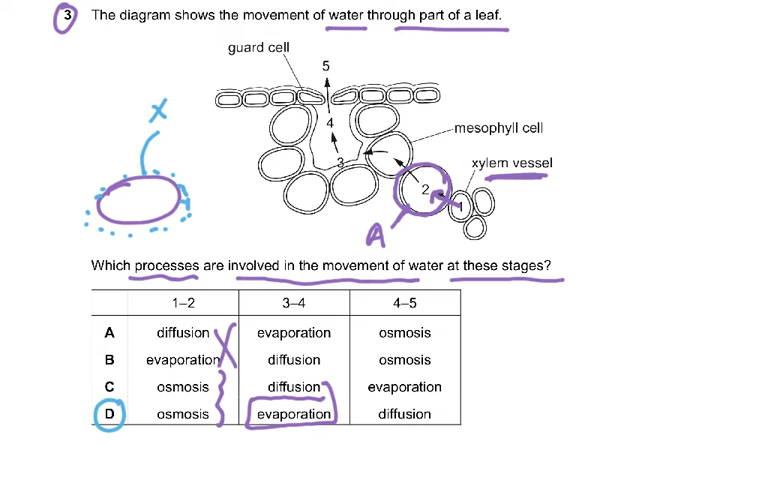 3 The diagram shows the movement of water through part of a leaf.
guard cell
5
X
4
mesophyll cell
3
xylem vessel
2
1
A
Which processes are involved in the movement of water at these stages?
1–2 3–4 4–5
A diffusion evaporation osmosis
B evaporation diffusion osmosis
C osmosis diffusion evaporation
D osmosis evaporation diffusion